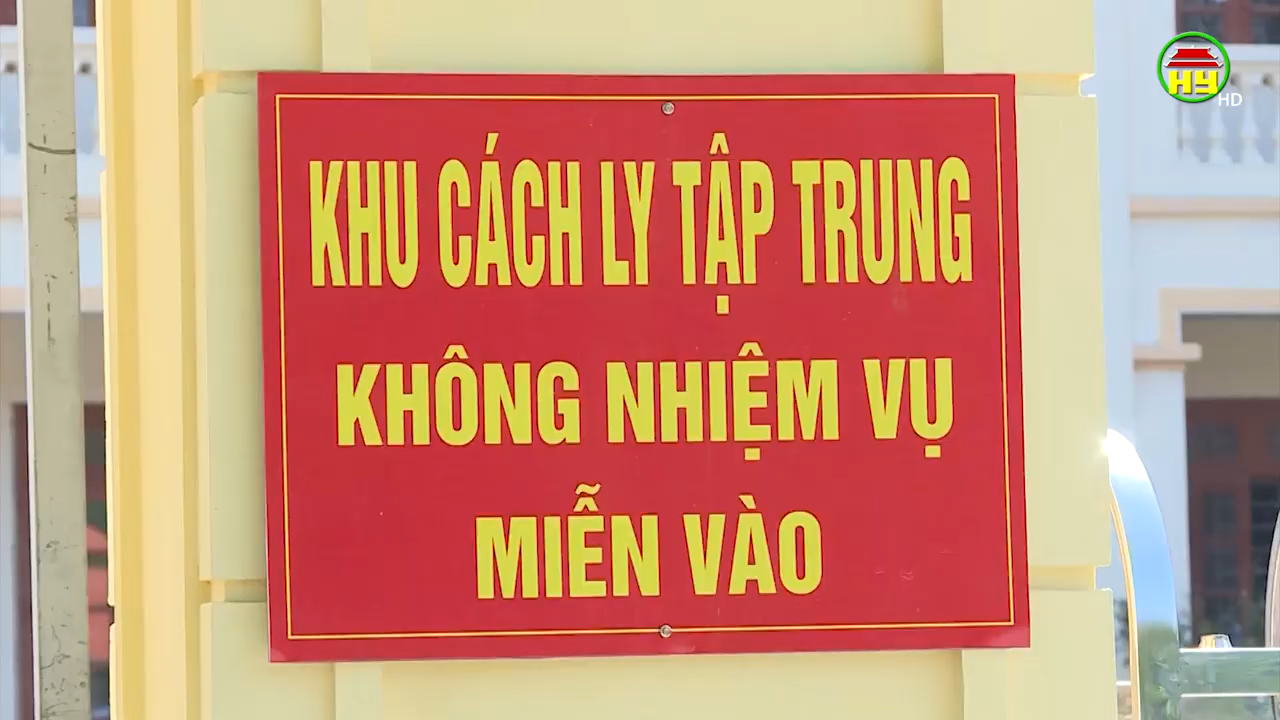 HY HD
KHU CÁCH LY TẬP TRUNG
KHÔNG NHIỆM VỤ
MIỄN VÀO